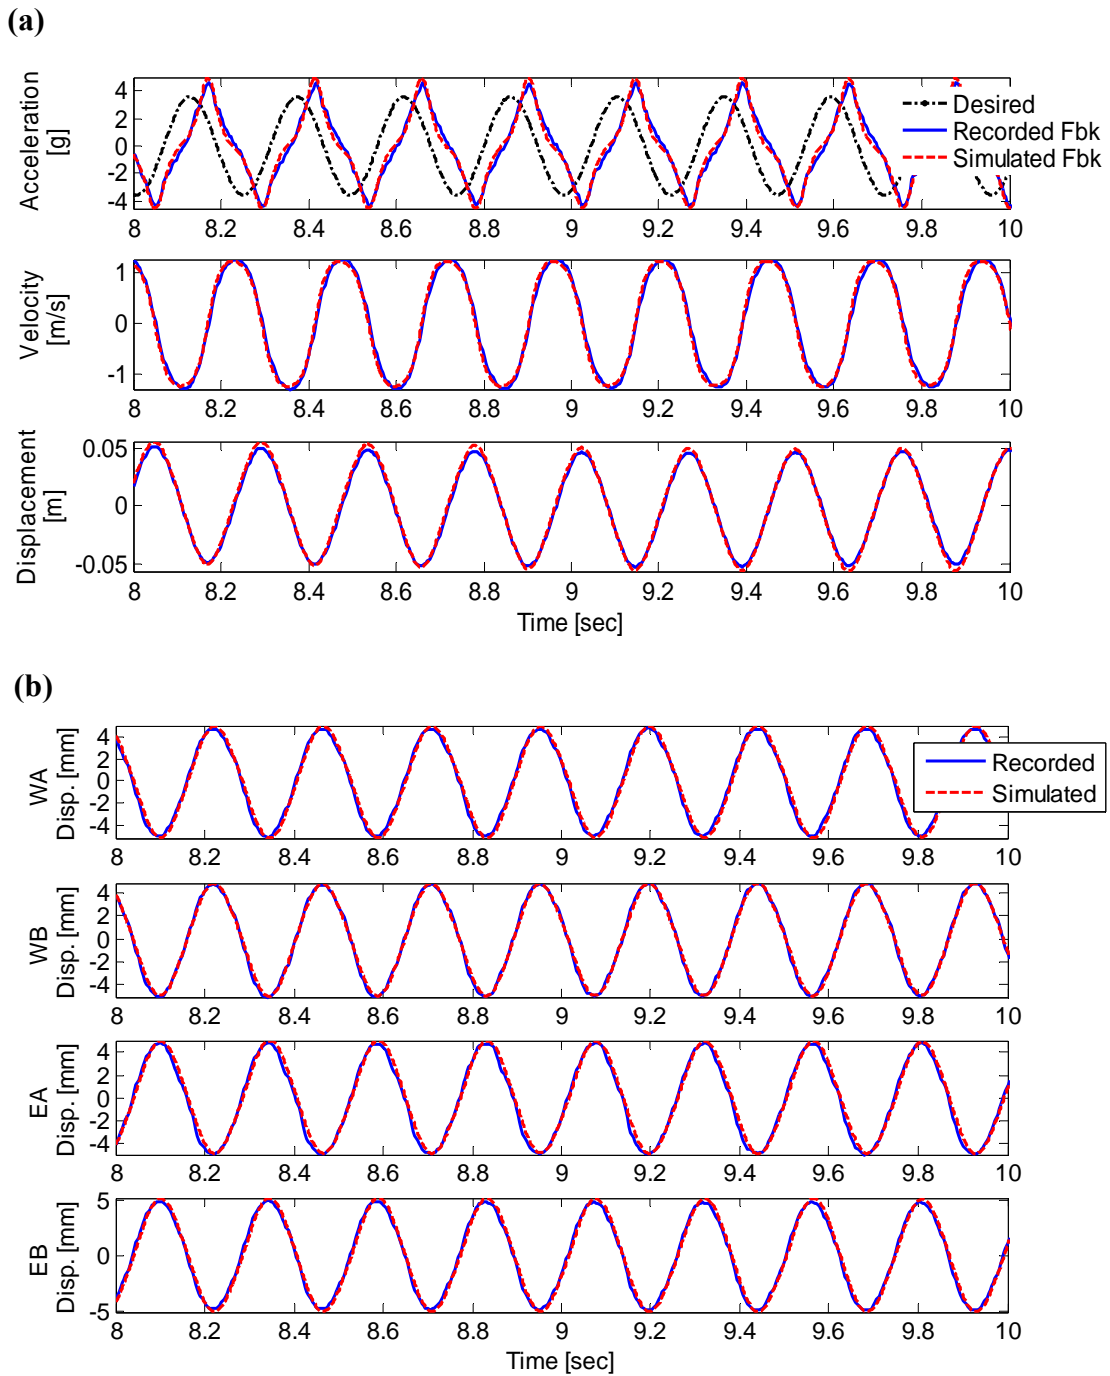 (a)
Acceleration
[g]
4
2
0
-2
-4
Desired
Recorded Fbk
Simulated Fbk
8 8.2 8.4 8.6 8.8 9 9.2 9.4 9.6 9.8 10
Velocity
[m/s]
1
0
-1
8 8.2 8.4 8.6 8.8 9 9.2 9.4 9.6 9.8 10
Displacement
[m]
0.05
0
-0.05
8 8.2 8.4 8.6 8.8 9 9.2 9.4 9.6 9.8 10
Time [sec]
(b)
WA
Disp. [mm]
4
2
0
-2
-4
Recorded
Simulated
8 8.2 8.4 8.6 8.8 9 9.2 9.4 9.6 9.8 10
WB
Disp. [mm]
4
2
0
-2
-4
8 8.2 8.4 8.6 8.8 9 9.2 9.4 9.6 9.8 10
EA
Disp. [mm]
4
2
0
-2
-4
8 8.2 8.4 8.6 8.8 9 9.2 9.4 9.6 9.8 10
EB
Disp. [mm]
5
0
-5
8 8.2 8.4 8.6 8.8 9 9.2 9.4 9.6 9.8 10
Time [sec]